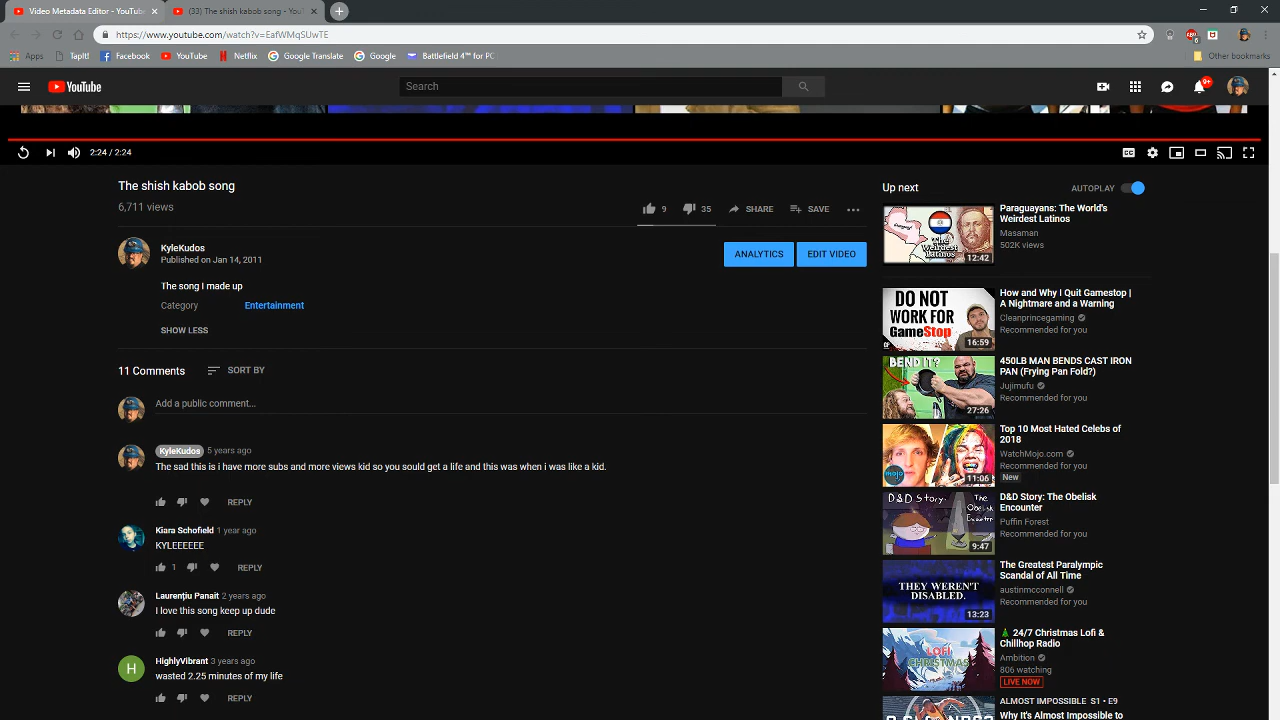 Video Metadata Editor - YouTube
(33) The shish kabob song - YouT
https://www.youtube.com/watch?v=EafWMqSUwTE
Apps
TapIt!
Facebook
YouTube
Netflix
Google Translate
Google
Battlefield 4™ for PC
Other bookmarks
YouTube
Search
9+
2:24 / 2:24
CC
The shish kabob song
6,711 views
9
35
SHARE
SAVE
KyleKudos
Published on Jan 14, 2011
ANALYTICS
EDIT VIDEO
The song I made up
Category
Entertainment
SHOW LESS
11 Comments
SORT BY
Add a public comment...
KyleKudos 5 years ago
The sad this is i have more subs and more views kid so you sould get a life and this was when i was like a kid.
REPLY
Kiara Schofield 1 year ago
KYLEEEEEE
1
REPLY
Laurențiu Panait 2 years ago
I love this song keep up dude
REPLY
H
HighlyVibrant 3 years ago
wasted 2.25 minutes of my life
REPLY
Up next
AUTOPLAY
The
Weirdest
Latinos
12:42
Paraguayans: The World's
Weirdest Latinos
Masaman
502K views
DO NOT
WORK FOR
GameStop
16:59
How and Why I Quit Gamestop |
A Nightmare and a Warning
Cleanprincegaming
Recommended for you
BEND IT?
27:26
450LB MAN BENDS CAST IRON
PAN (Frying Pan Fold?)
Jujimufu
Recommended for you
11:06
Top 10 Most Hated Celebs of
2018
WatchMojo.com
Recommended for you
New
D&D Story: The
Obelisk
Encounter
9:47
D&D Story: The Obelisk
Encounter
Puffin Forest
Recommended for you
THEY WEREN'T
DISABLED.
13:23
The Greatest Paralympic
Scandal of All Time
austinmcconnell
Recommended for you
LOFI
CHRISTMAS
24/7 Christmas Lofi &
Chillhop Radio
Ambition
806 watching
LIVE NOW
ALMOST IMPOSSIBLE S1 • E9
Why It's Almost Impossible to